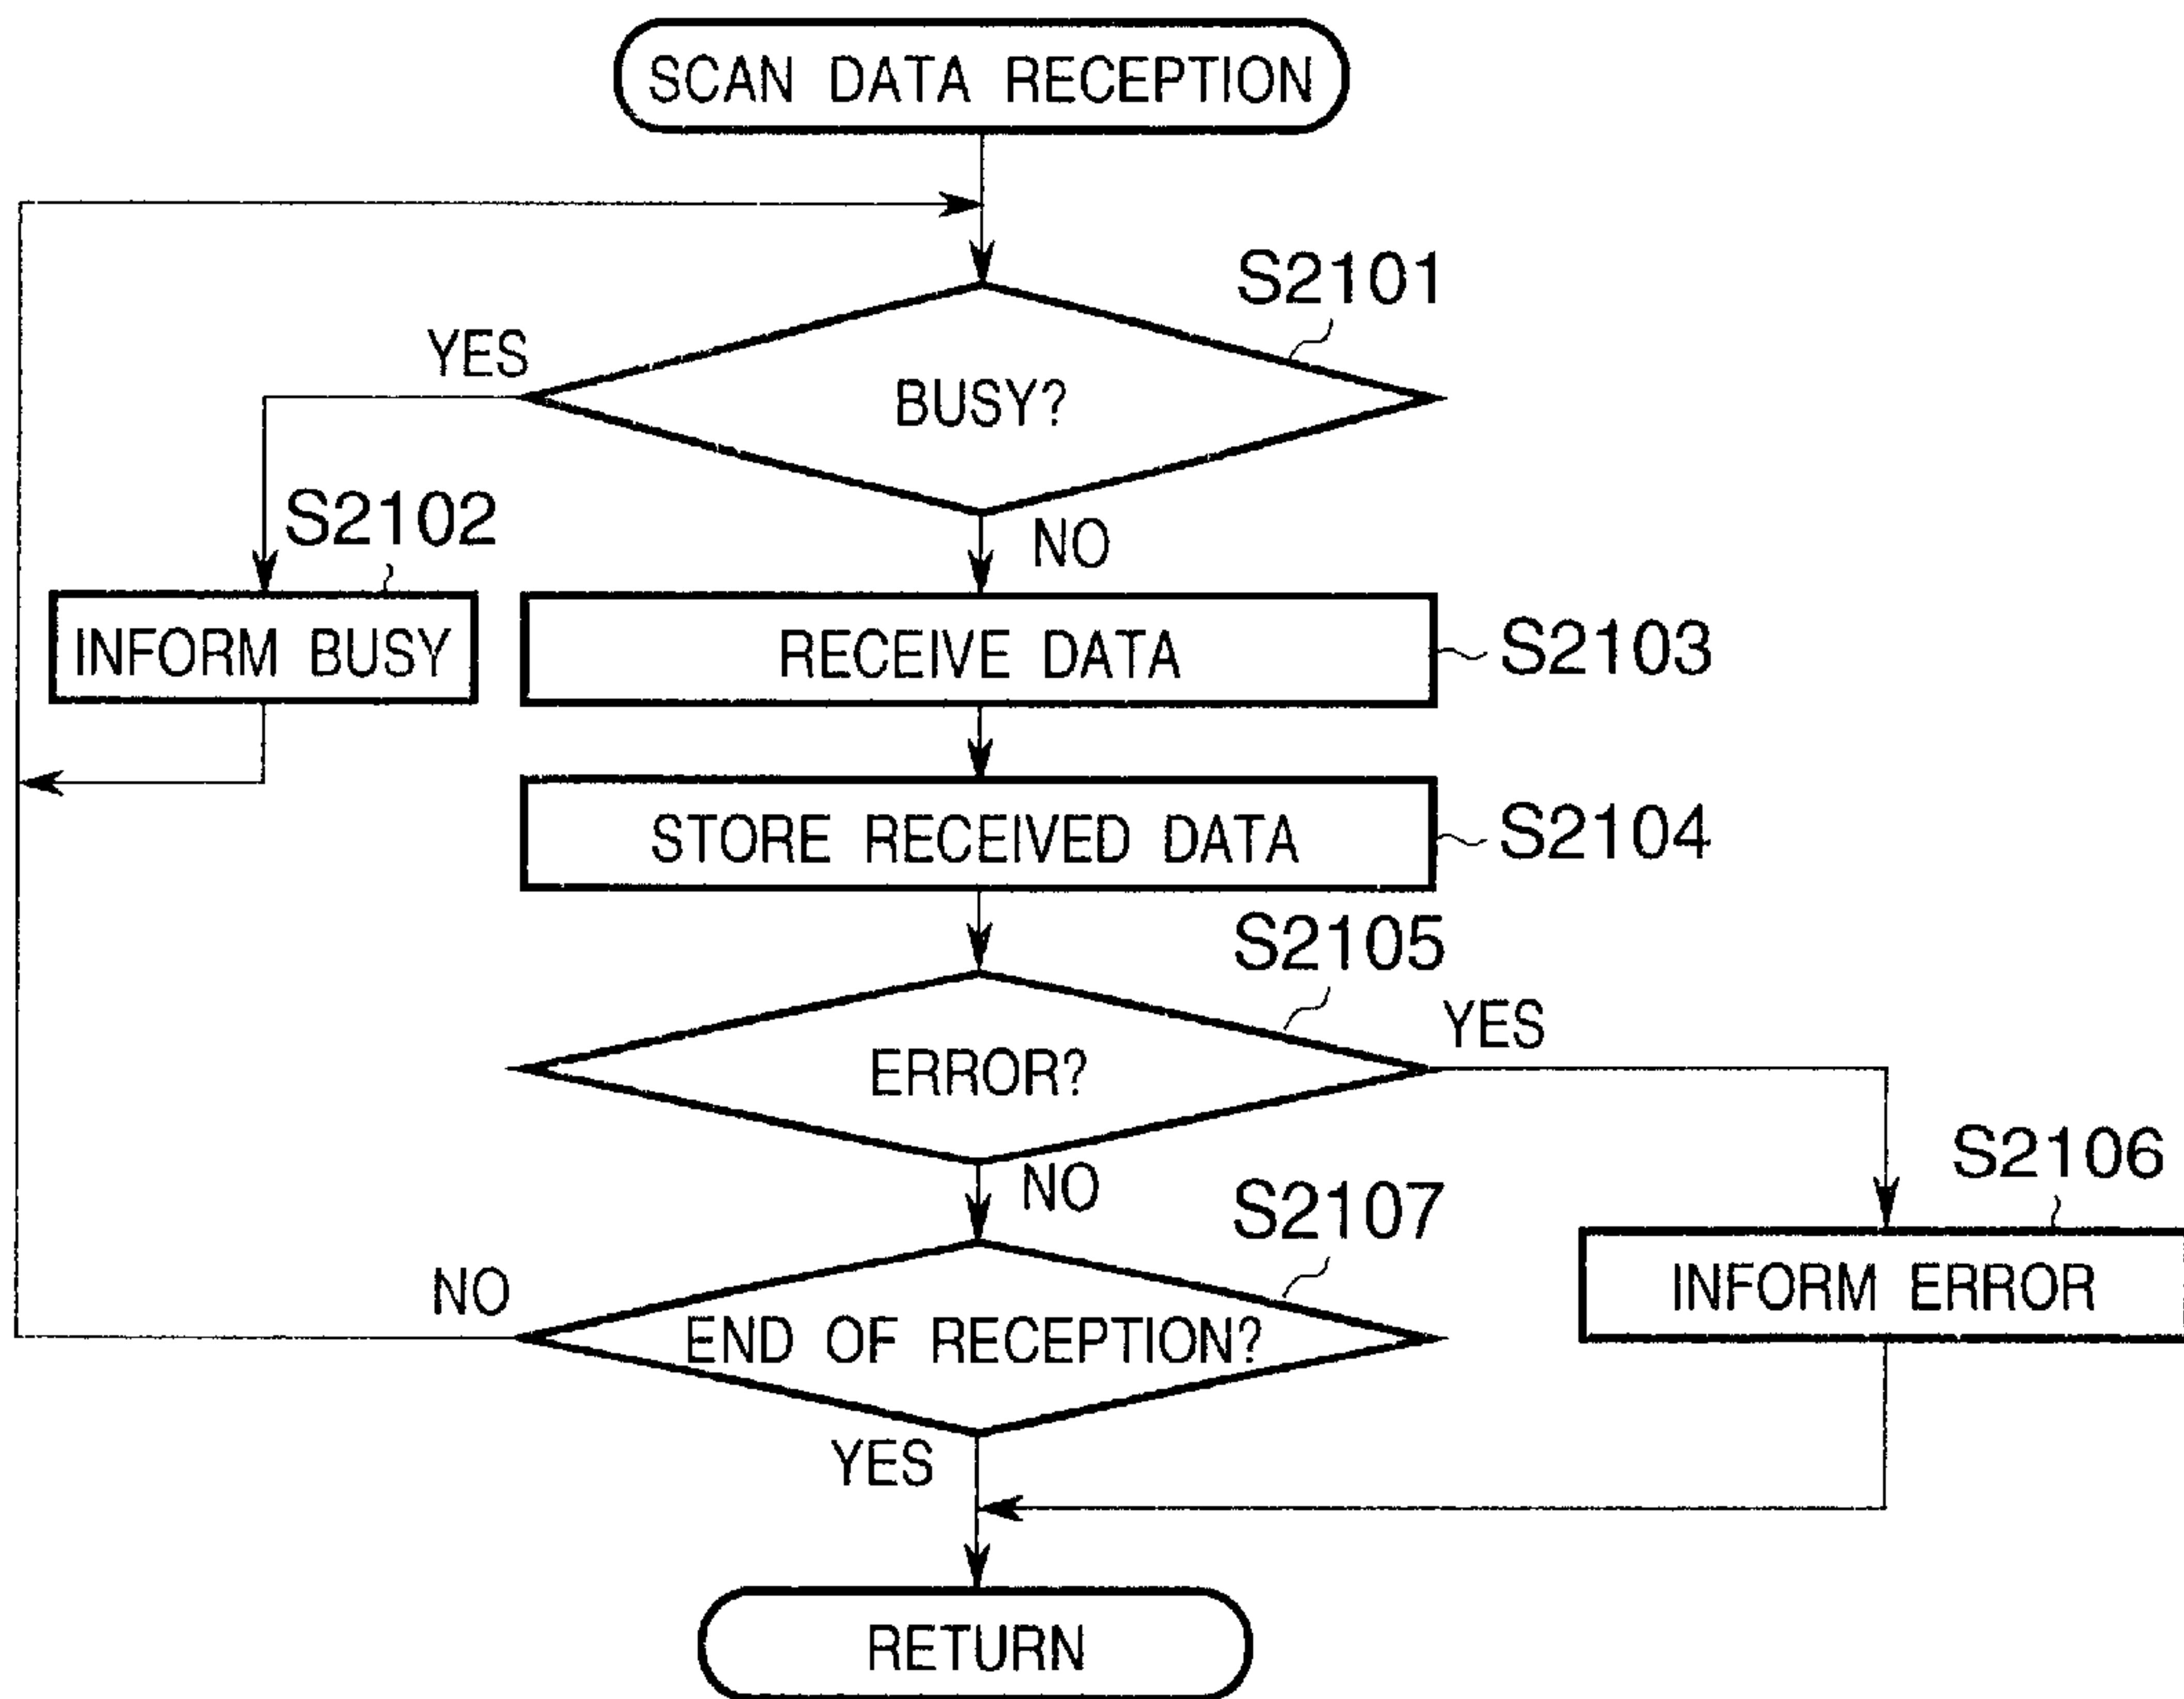 SCAN DATA RECEPTION
S2101
YES
BUSY?
S2102
NO
INFORM BUSY
RECEIVE DATA
S2103
STORE RECEIVED DATA
S2104
S2105
YES
ERROR?
S2106
NO
S2107
NO
INFORM ERROR
END OF RECEPTION?
YES
RETURN